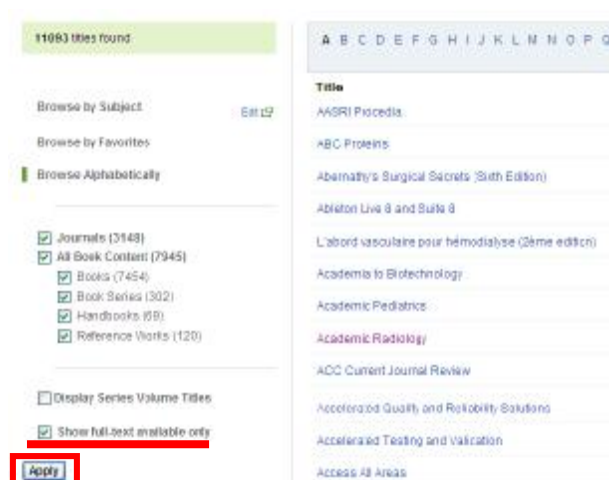 11093 titles found
Browse by Subject
Edit
Browse by Favorites
Browse Alphabetically
Journals (3148)
All Book Content (7945)
Books (7454)
Book Series (302)
Handbooks (69)
Reference Works (120)
Display Series Volume Titles
Show full-text available only
Apply
A B C D E F G H I J K L M N O P Q
Title
AASRI Procedia
ABC Proteins
Abernathy's Surgical Secrets (Sixth Edition)
Ableton Live 8 and Suite 8
L'abord vasculaire pour hémodialyse (2ème edition)
Academia to Biotechnology
Academic Pediatrics
Academic Radiology
ACC Current Journal Review
Accelerated Quality and Reliability Solutions
Accelerated Testing and Validation
Access All Areas